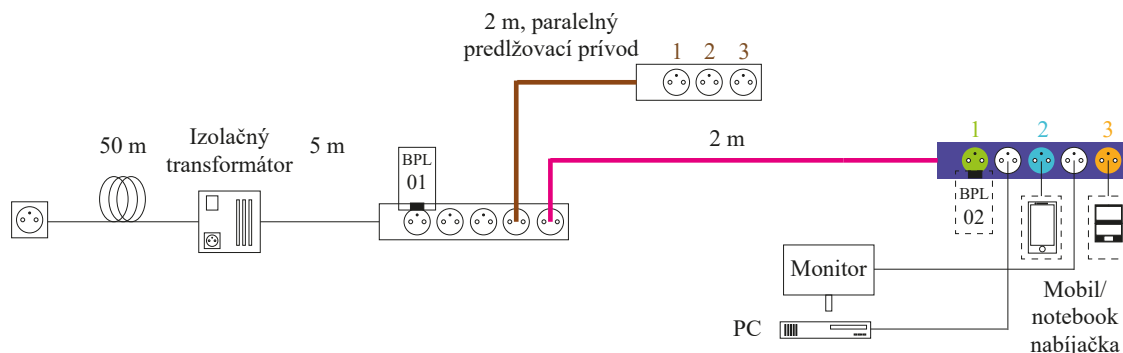 2 m, paralelný
predlžovací prívod
1 2 3
50 m
Izolačný
transformátor
5 m
BPL
01
2 m
1 2 3
BPL
02
Monitor
PC
Mobil/
notebook
nabíjačka